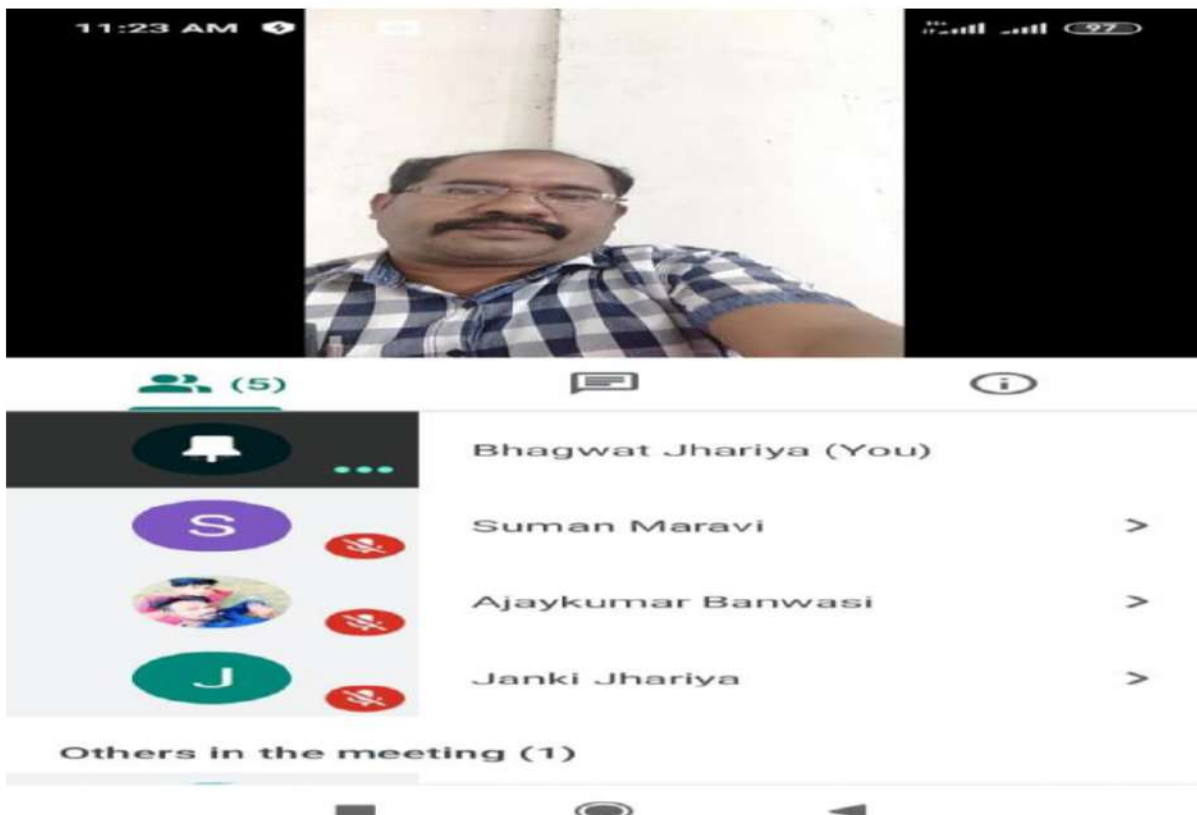 11:23 AM 97
(5)
Bhagwat Jhariya (You)
S
Suman Maravi
Ajaykumar Banwasi
J
Janki Jhariya
Others in the meeting (1)